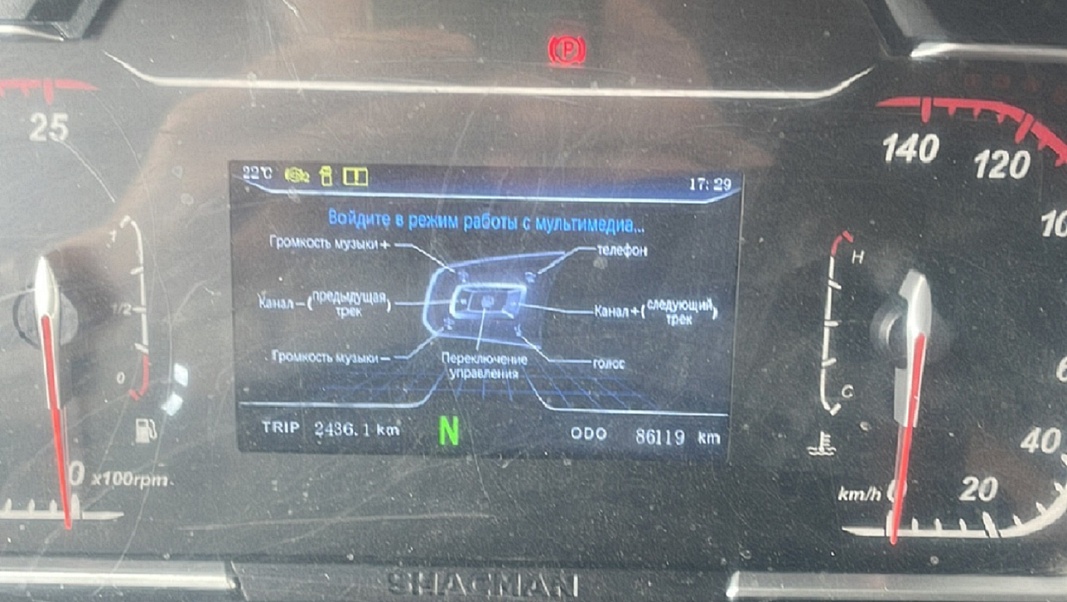 P
25
140
120
22℃
17:29
Войдите в режим работы с мультимедиа...
Громкость музыки+
телефон
H
1/2
Канал-(предыдущая трек)
Канал+(следующий трек)
0
Громкость музыки-
Переключение управления
голос
C
TRIP 2436.1 km
N
ODO 86119 km
40
0 x100rpm
km/h 0
20
SHACMAN